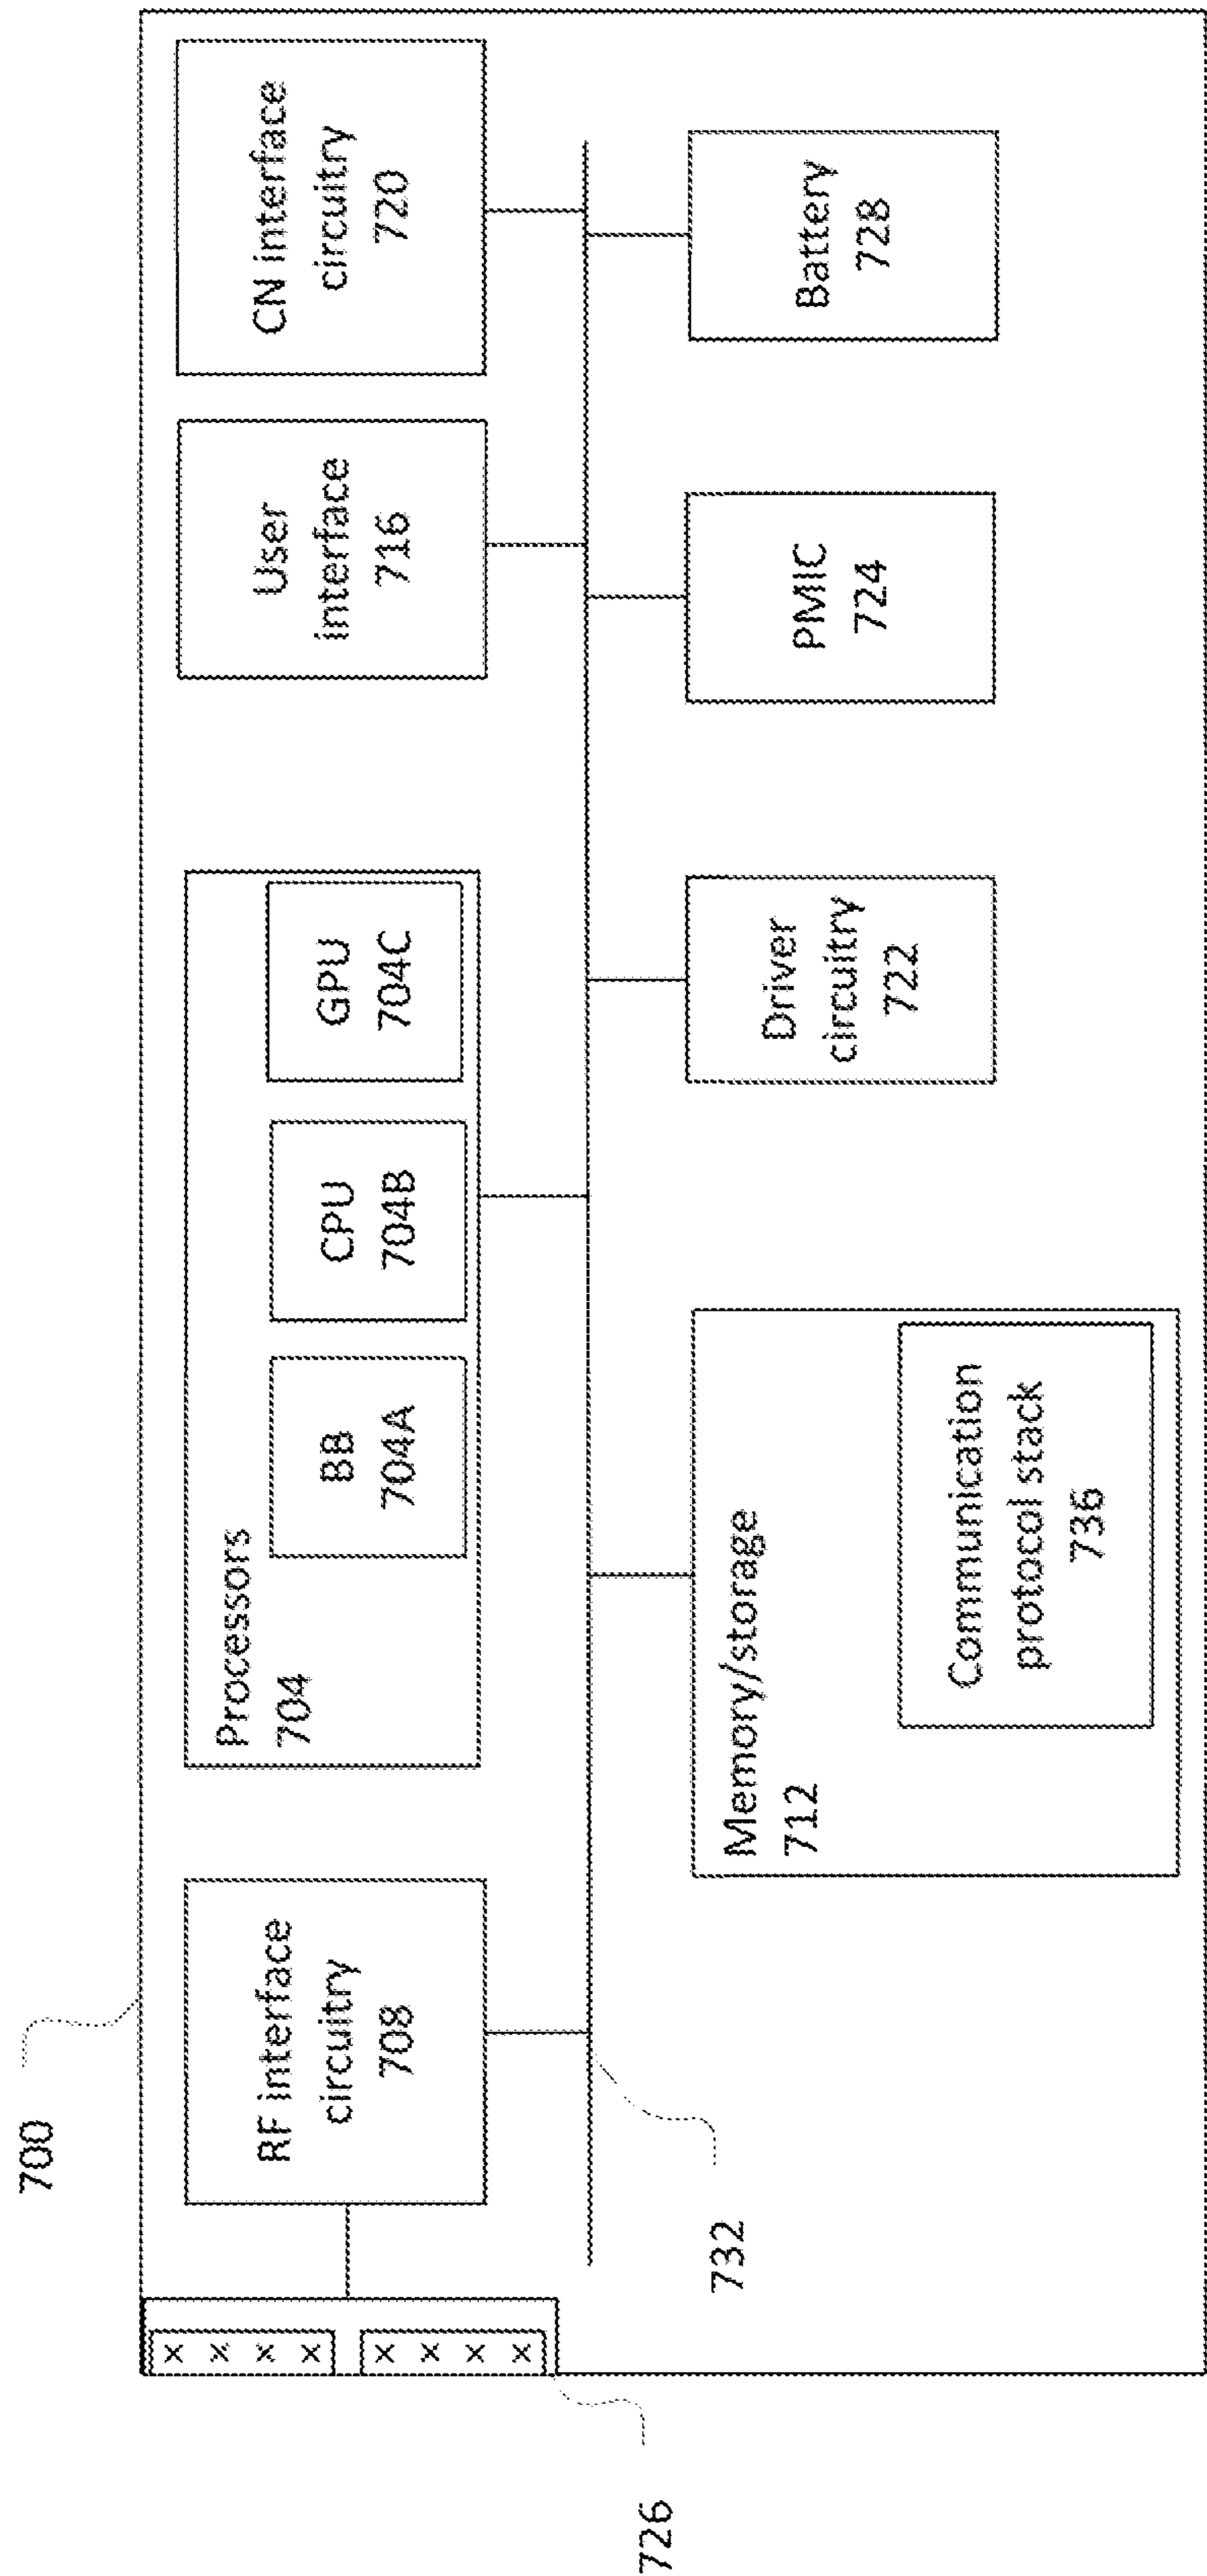 700
RF interface
circuitry
708
Processors
704
BB
704A
CPU
704B
GPU
704C
User
interface
716
CN interface
circuitry
720
726
X
X
X
X
X
X
X
X
732
Memory/storage
712
Communication
protocol stack
736
Driver
circuitry
722
PMIC
724
Battery
728